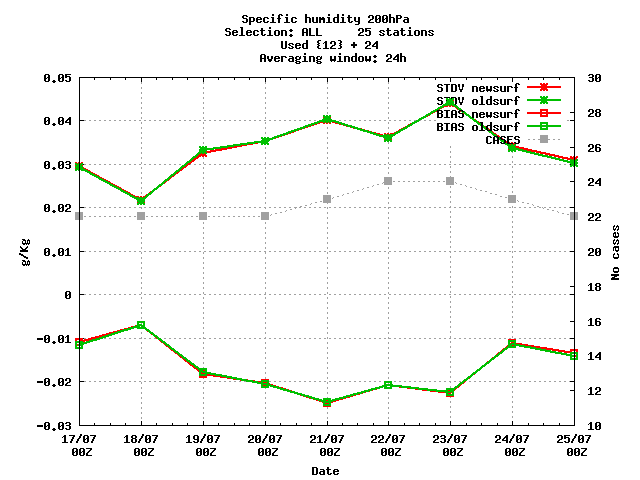 Specific humidity 200hPa
Selection: ALL 25 stations
Used {12} + 24
Averaging window: 24h
0.05 30
STDV newsurf
STDV oldsurf
28
BIAS newsurf
0.04
BIAS oldsurf
CASES
26
0.03
24
0.02
22
0.01 20
g/Kg
No cases
18
0
16
-0.01
14
-0.02
12
-0.03 10
17/07 18/07 19/07 20/07 21/07 22/07 23/07 24/07 25/07
00Z 00Z 00Z 00Z 00Z 00Z 00Z 00Z 00Z
Date